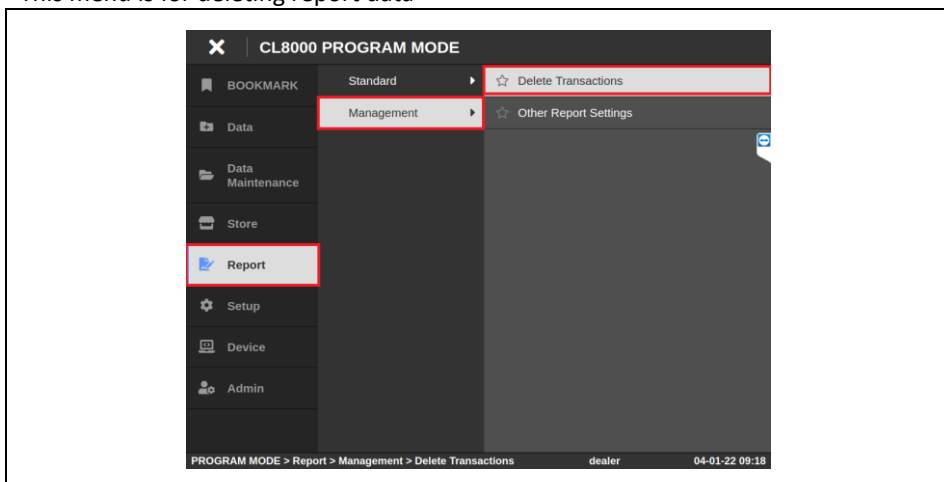 This menu is for deleting report data
CL8000 PROGRAM MODE
BOOKMARK
Data
Data
Maintenance
Store
Report
Setup
Device
Admin
Standard
Management
Delete Transactions
Other Report Settings
PROGRAM MODE > Report > Management > Delete Transactions dealer 04-01-22 09:18